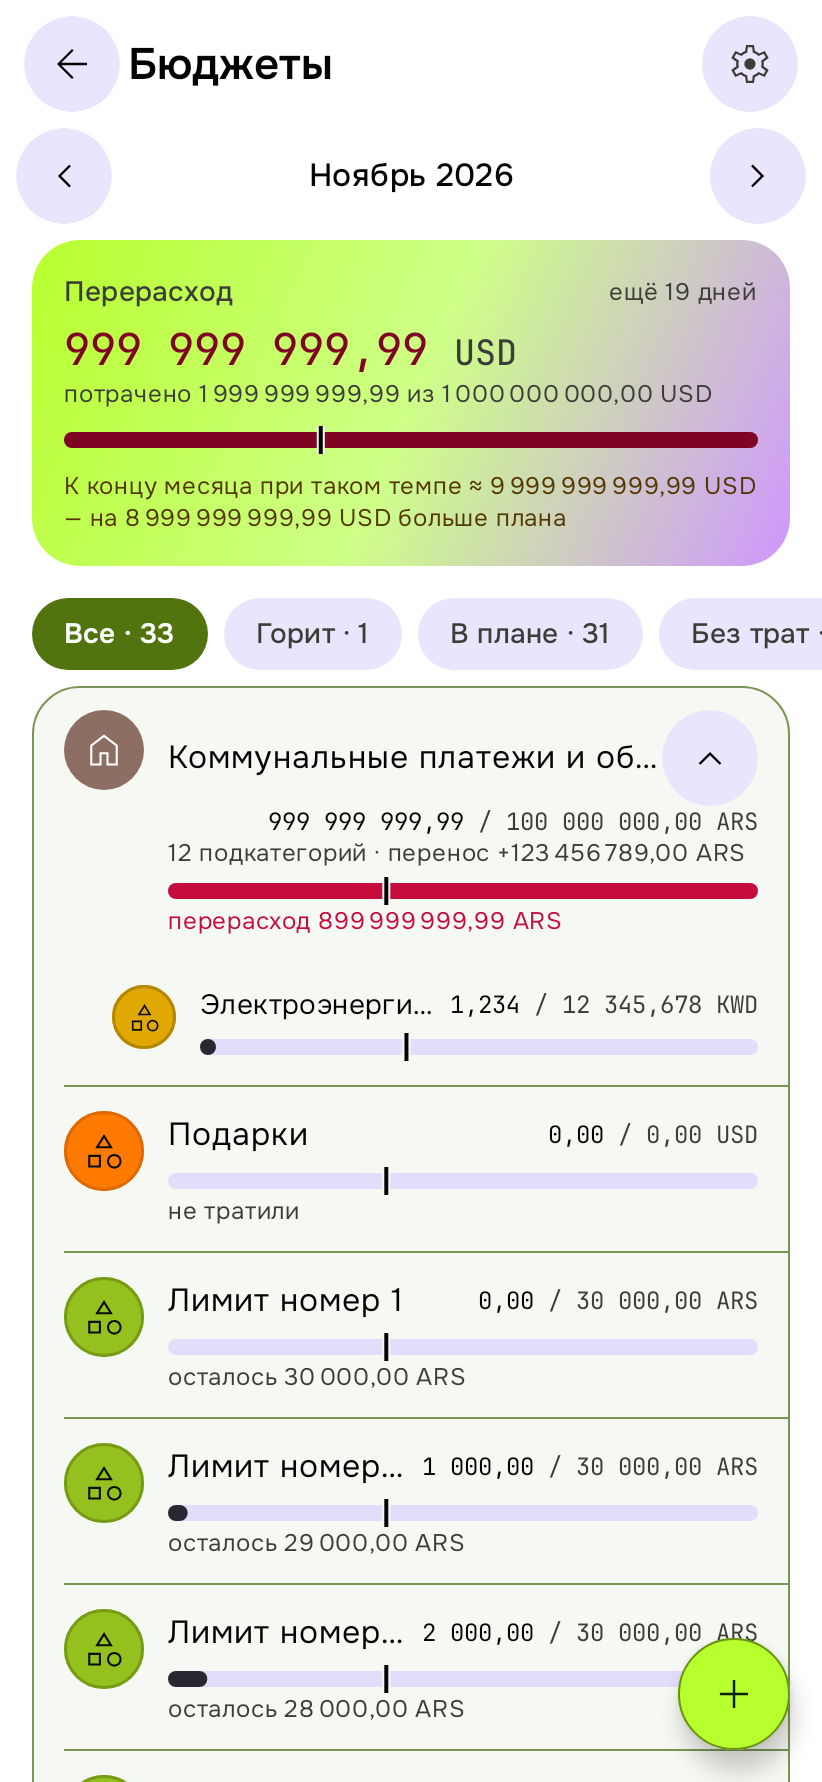 Бюджеты
Ноябрь 2026
Перерасход
ещё 19 дней
999 999 999,99 USD
потрачено 1 999 999 999,99 из 1 000 000 000,00 USD
К концу месяца при таком темпе ≈ 9 999 999 999,99 USD
— на 8 999 999 999,99 USD больше плана
Все · 33
Горит · 1
В плане · 31
Без трат ·
Коммунальные платежи и об...
999 999 999,99 / 100 000 000,00 ARS
12 подкатегорий · перенос +123 456 789,00 ARS
перерасход 899 999 999,99 ARS
Электроэнерги... 1,234 / 12 345,678 KWD
Подарки 0,00 / 0,00 USD
не тратили
Лимит номер 1 0,00 / 30 000,00 ARS
осталось 30 000,00 ARS
Лимит номер... 1 000,00 / 30 000,00 ARS
осталось 29 000,00 ARS
Лимит номер... 2 000,00 / 30 000,00 ARS
осталось 28 000,00 ARS